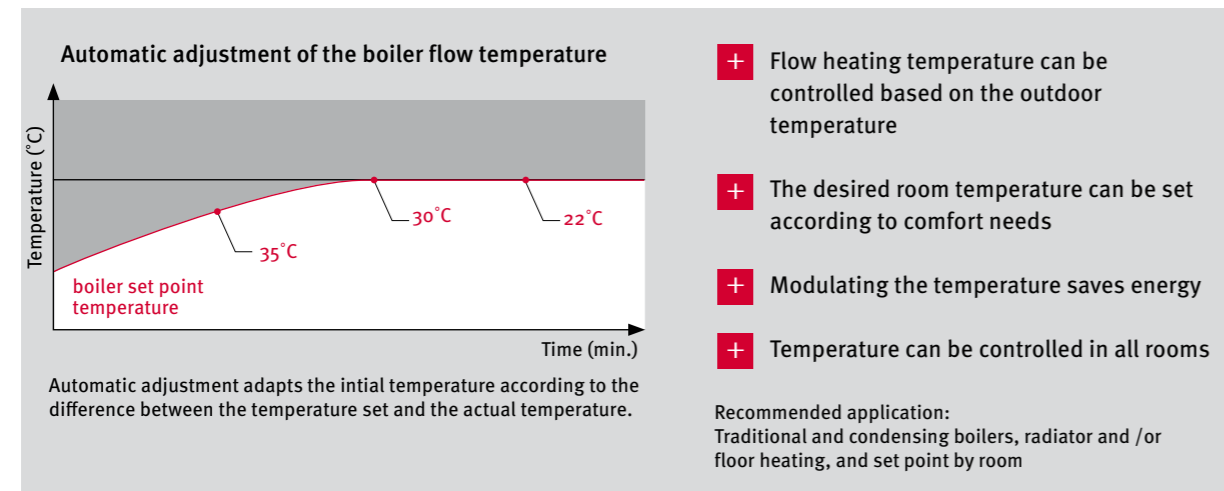 Automatic adjustment of the boiler flow temperature
Temperature (˚C)
35˚C
30˚C
22˚C
boiler set point
temperature
Time (min.)
Automatic adjustment adapts the intial temperature according to the
difference between the temperature set and the actual temperature.
+ Flow heating temperature can be
controlled based on the outdoor
temperature
+ The desired room temperature can be set
according to comfort needs
+ Modulating the temperature saves energy
+ Temperature can be controlled in all rooms
Recommended application:
Traditional and condensing boilers, radiator and /or
floor heating, and set point by room